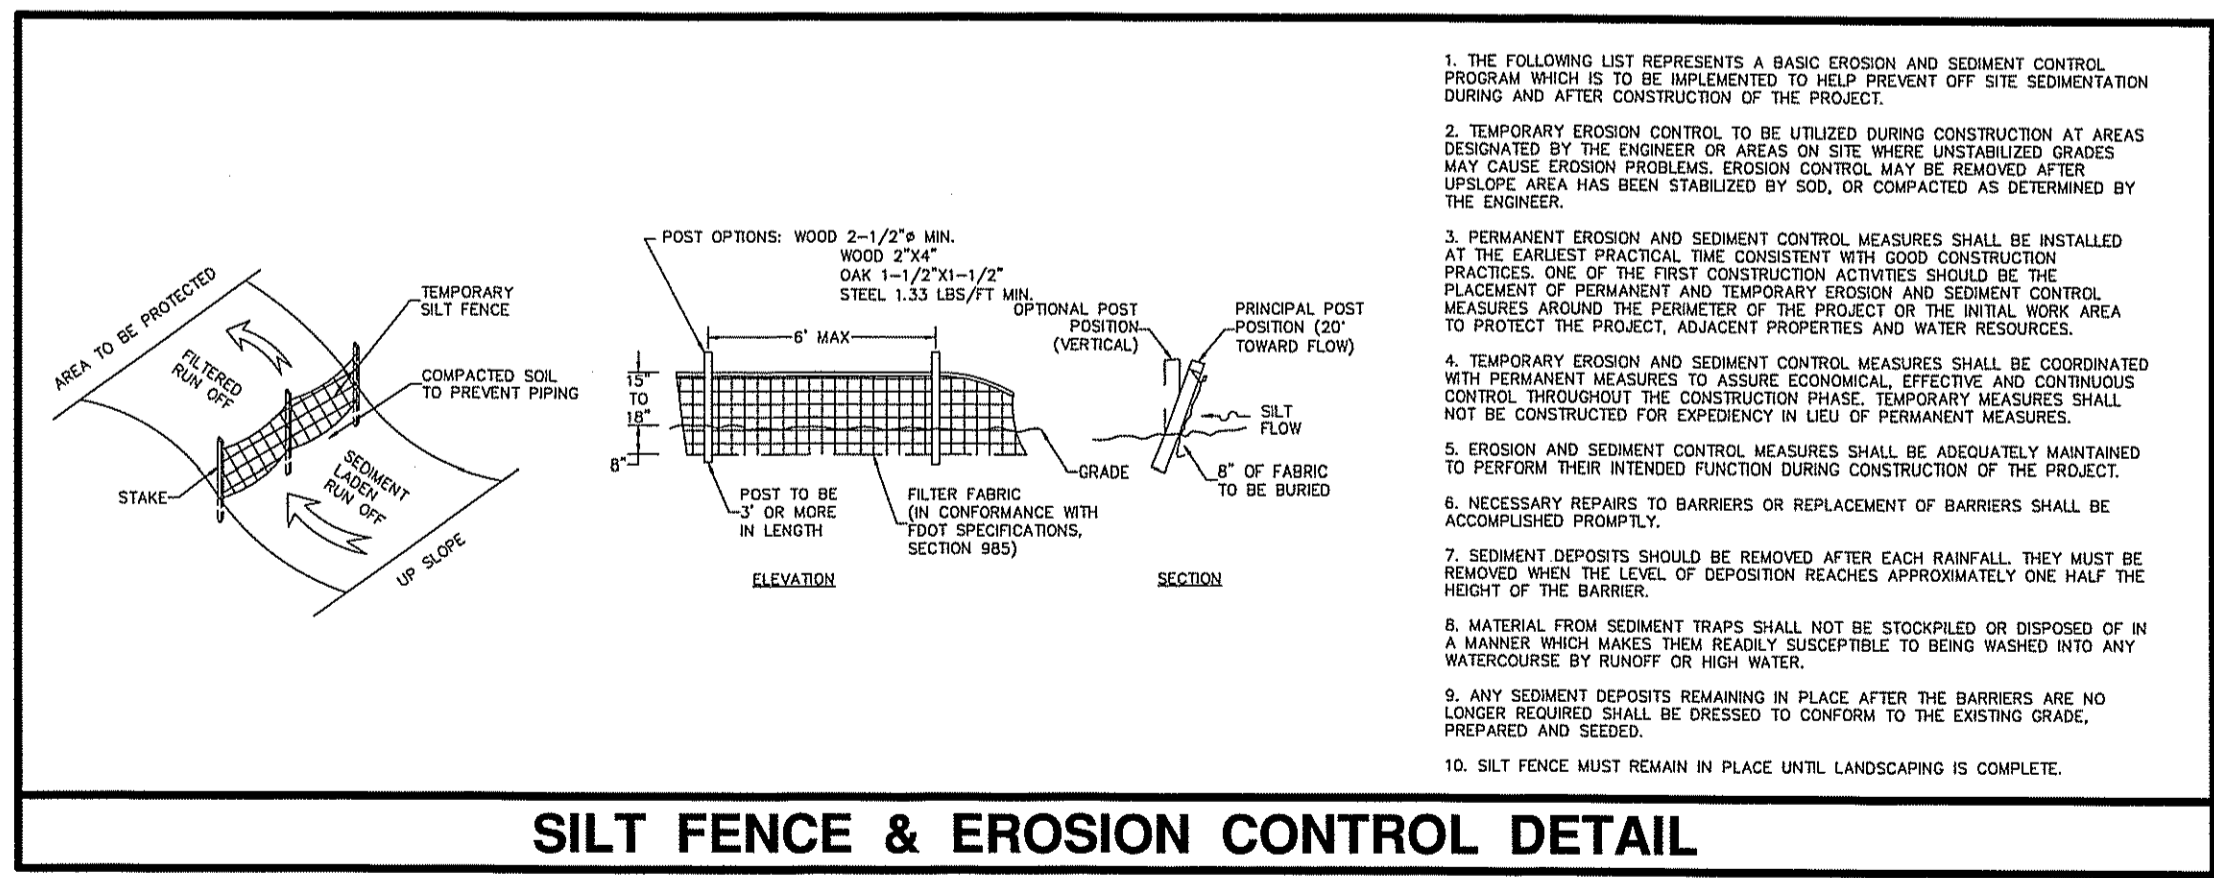 AREA TO BE PROTECTED
FILTERED
RUN OFF
TEMPORARY
SILT FENCE
COMPACTED SOIL
TO PREVENT PIPING
STAKE
SEDIMENT
LADEN
RUN OFF
UP SLOPE
POST OPTIONS: WOOD 2-1/2"ø MIN.
WOOD 2"X4"
OAK 1-1/2"X1-1/2"
STEEL 1.33 LBS/FT MIN.
6' MAX
15"
TO
18"
8"
POST TO BE
3' OR MORE
IN LENGTH
FILTER FABRIC
(IN CONFORMANCE WITH
FDOT SPECIFICATIONS,
SECTION 985)
GRADE
ELEVATION
OPTIONAL POST
POSITION
(VERTICAL)
PRINCIPAL POST
POSITION (20°
TOWARD FLOW)
SILT
FLOW
8" OF FABRIC
TO BE BURIED
SECTION
1. THE FOLLOWING LIST REPRESENTS A BASIC EROSION AND SEDIMENT CONTROL
PROGRAM WHICH IS TO BE IMPLEMENTED TO HELP PREVENT OFF SITE SEDIMENTATION
DURING AND AFTER CONSTRUCTION OF THE PROJECT.
2. TEMPORARY EROSION CONTROL TO BE UTILIZED DURING CONSTRUCTION AT AREAS
DESIGNATED BY THE ENGINEER OR AREAS ON SITE WHERE UNSTABILIZED GRADES
MAY CAUSE EROSION PROBLEMS. EROSION CONTROL MAY BE REMOVED AFTER
UPSLOPE AREA HAS BEEN STABILIZED BY SOD, OR COMPACTED AS DETERMINED BY
THE ENGINEER.
3. PERMANENT EROSION AND SEDIMENT CONTROL MEASURES SHALL BE INSTALLED
AT THE EARLIEST PRACTICAL TIME CONSISTENT WITH GOOD CONSTRUCTION
PRACTICES. ONE OF THE FIRST CONSTRUCTION ACTIVITIES SHOULD BE THE
PLACEMENT OF PERMANENT AND TEMPORARY EROSION AND SEDIMENT CONTROL
MEASURES AROUND THE PERIMETER OF THE PROJECT OR THE INITIAL WORK AREA
TO PROTECT THE PROJECT, ADJACENT PROPERTIES AND WATER RESOURCES.
4. TEMPORARY EROSION AND SEDIMENT CONTROL MEASURES SHALL BE COORDINATED
WITH PERMANENT MEASURES TO ASSURE ECONOMICAL, EFFECTIVE AND CONTINUOUS
CONTROL THROUGHOUT THE CONSTRUCTION PHASE. TEMPORARY MEASURES SHALL
NOT BE CONSTRUCTED FOR EXPEDIENCY IN LIEU OF PERMANENT MEASURES.
5. EROSION AND SEDIMENT CONTROL MEASURES SHALL BE ADEQUATELY MAINTAINED
TO PERFORM THEIR INTENDED FUNCTION DURING CONSTRUCTION OF THE PROJECT.
6. NECESSARY REPAIRS TO BARRIERS OR REPLACEMENT OF BARRIERS SHALL BE
ACCOMPLISHED PROMPTLY.
7. SEDIMENT DEPOSITS SHOULD BE REMOVED AFTER EACH RAINFALL. THEY MUST BE
REMOVED WHEN THE LEVEL OF DEPOSITION REACHES APPROXIMATELY ONE HALF THE
HEIGHT OF THE BARRIER.
8. MATERIAL FROM SEDIMENT TRAPS SHALL NOT BE STOCKPILED OR DISPOSED OF IN
A MANNER WHICH MAKES THEM READILY SUSCEPTIBLE TO BEING WASHED INTO ANY
WATERCOURSE BY RUNOFF OR HIGH WATER.
9. ANY SEDIMENT DEPOSITS REMAINING IN PLACE AFTER THE BARRIERS ARE NO
LONGER REQUIRED SHALL BE DRESSED TO CONFORM TO THE EXISTING GRADE,
PREPARED AND SEEDED.
10. SILT FENCE MUST REMAIN IN PLACE UNTIL LANDSCAPING IS COMPLETE.
SILT FENCE & EROSION CONTROL DETAIL